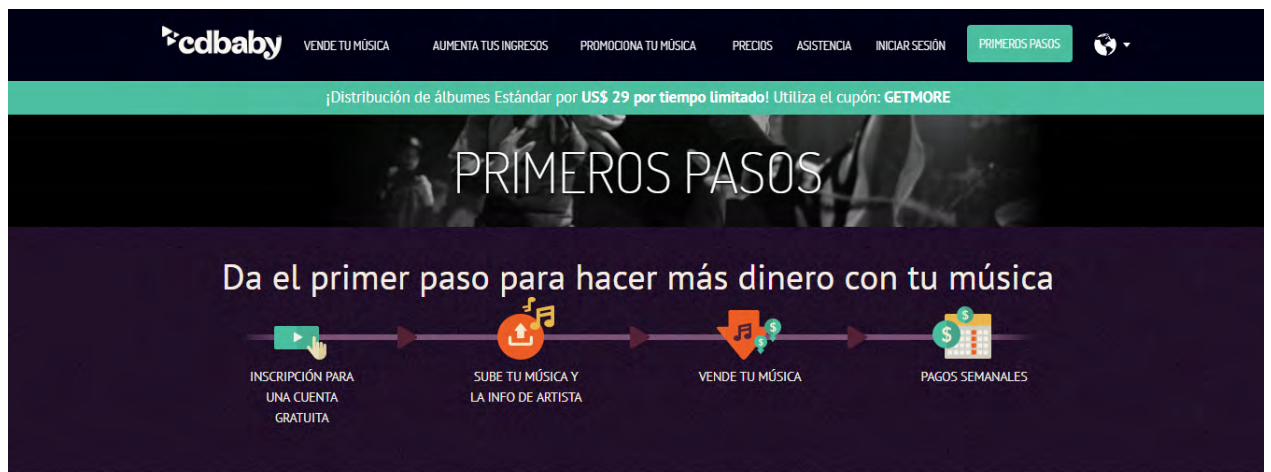 cdbaby VENDE TU MÚSICA AUMENTA TUS INGRESOS PROMOCIONA TU MÚSICA PRECIOS ASISTENCIA INICIAR SESIÓN PRIMEROS PASOS
¡Distribución de álbumes Estándar por US$ 29 por tiempo limitado! Utiliza el cupón: GETMORE
PRIMEROS PASOS
Da el primer paso para hacer más dinero con tu música
INSCRIPCIÓN PARA
UNA CUENTA
GRATUITA
SUBE TU MÚSICA Y
LA INFO DE ARTISTA
VENDE TU MÚSICA
PAGOS SEMANALES